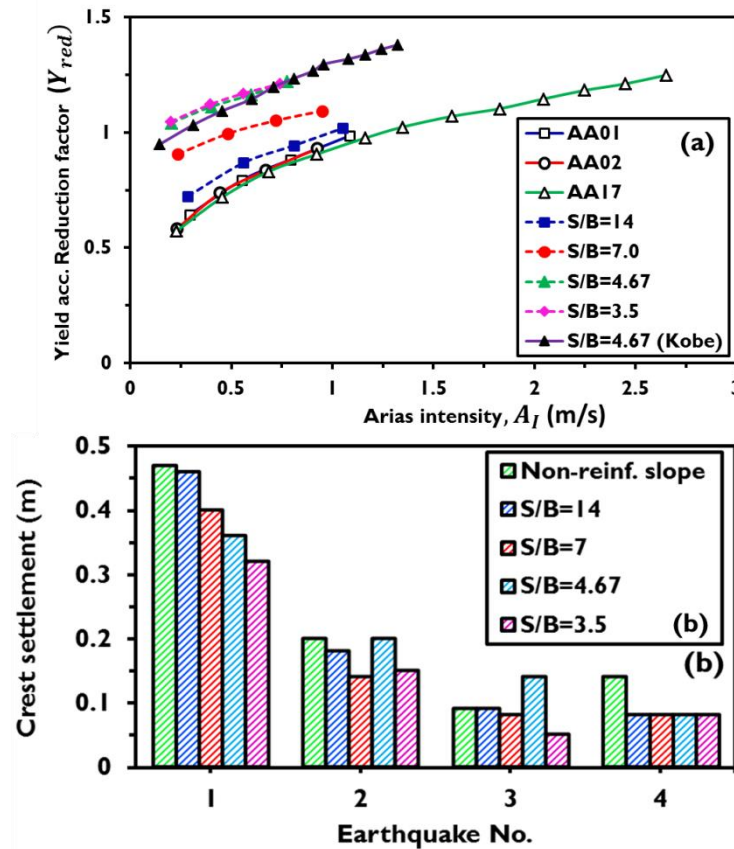 1.5
1
0.5
0
Yield acc. Reduction factor (Y_red)
(a)
AA01
AA02
AA17
S/B=14
S/B=7.0
S/B=4.67
S/B=3.5
S/B=4.67 (Kobe)
0 0.5 1 1.5 2 2.5 3
Arias intensity, A_I (m/s)
0.5
0.4
0.3
0.2
0.1
0
Crest settlement (m)
Non-reinf. slope
S/B=14
S/B=7
S/B=4.67
S/B=3.5
(b)
(b)
1 2 3 4
Earthquake No.